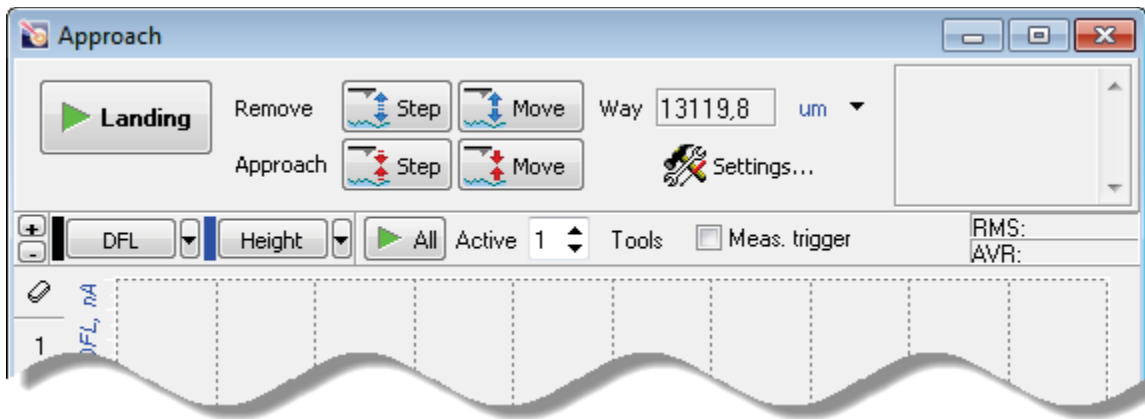 Approach
Landing Remove Step Move Way 13119,8 um
Approach Step Move Settings...
+
-
DFL Height All Active 1 Tools Meas. trigger RMS:
AVR:
DFL, nA
1